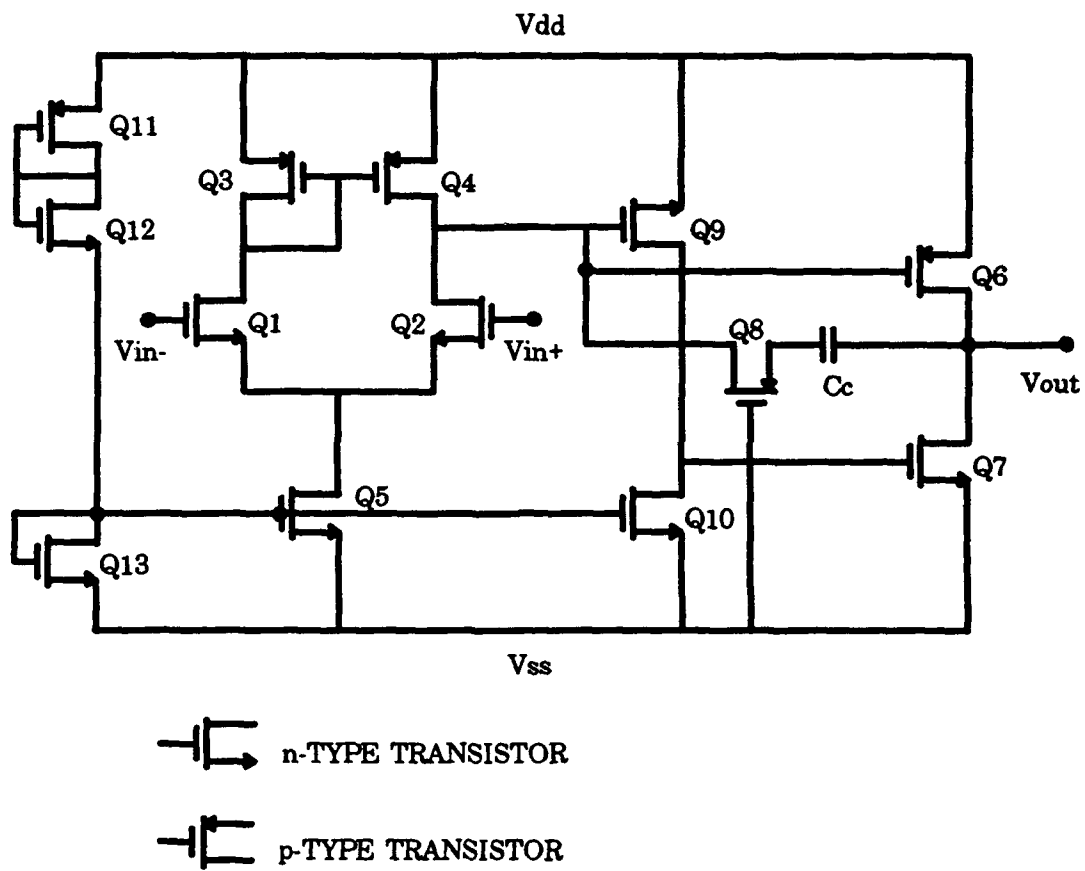 Vdd
Q11
Q3
Q4
Q12
Q9
Q6
Q1
Q2
Q8
Vin-
Vin+
Cc
Vout
Q5
Q7
Q10
Q13
Vss
n-TYPE TRANSISTOR
p-TYPE TRANSISTOR